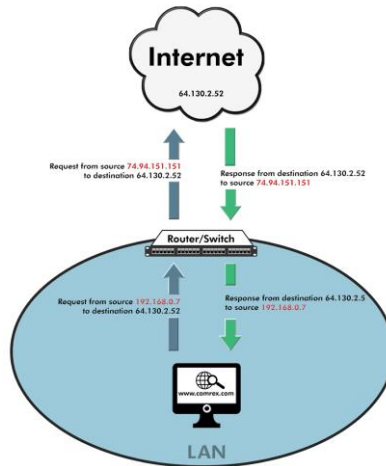 Internet
64.130.2.52
Request from source 74.94.151.151
to destination 64.130.2.52
Response from destination 64.130.2.52
to source 74.94.151.151
Router/Switch
Request from source 192.168.0.7
to destination 64.130.2.52
Response from destination 64.130.2.5
to source 192.168.0.7
www.comrex.com
LAN